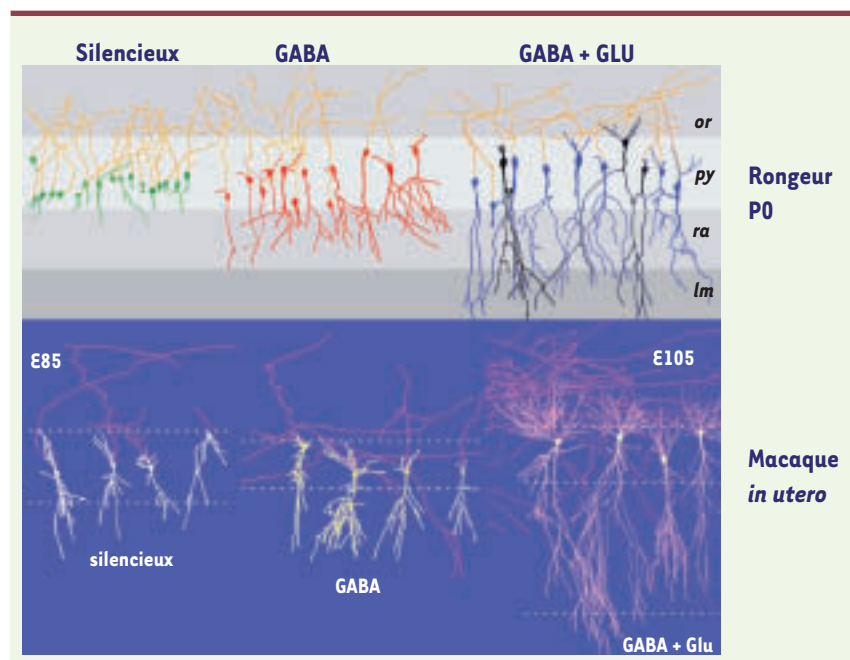 Silencieux GABA GABA + GLU
or
py
ra
lm
Rongeur
P0
E85 E105
silencieux
GABA
GABA + Glu
Macaque
in utero